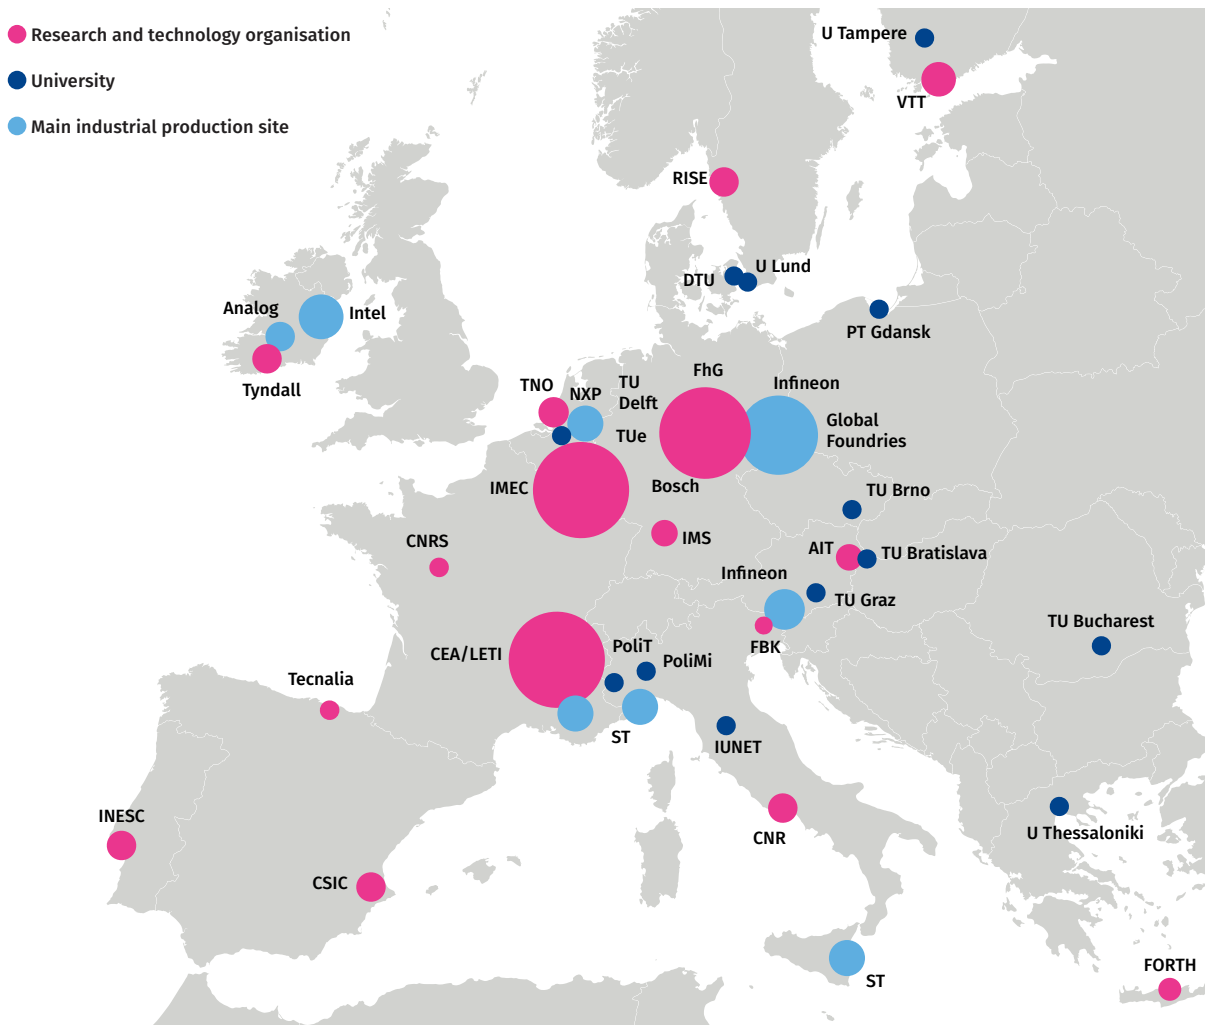 Research and technology organisation
University
Main industrial production site
U Tampere
VTT
RISE
DTU
U Lund
PT Gdansk
Analog
Intel
Tyndall
TNO
NXP
TU
Delft
TUe
FhG
Infineon
Global
Foundries
IMEC
Bosch
IMS
CNRS
TU Brno
AIT
TU Bratislava
Infineon
TU Graz
FBK
TU Bucharest
CEA/LETI
PoliT
PoliMi
Tecnalia
ST
IUNET
INESC
CNR
U Thessaloniki
CSIC
ST
FORTH